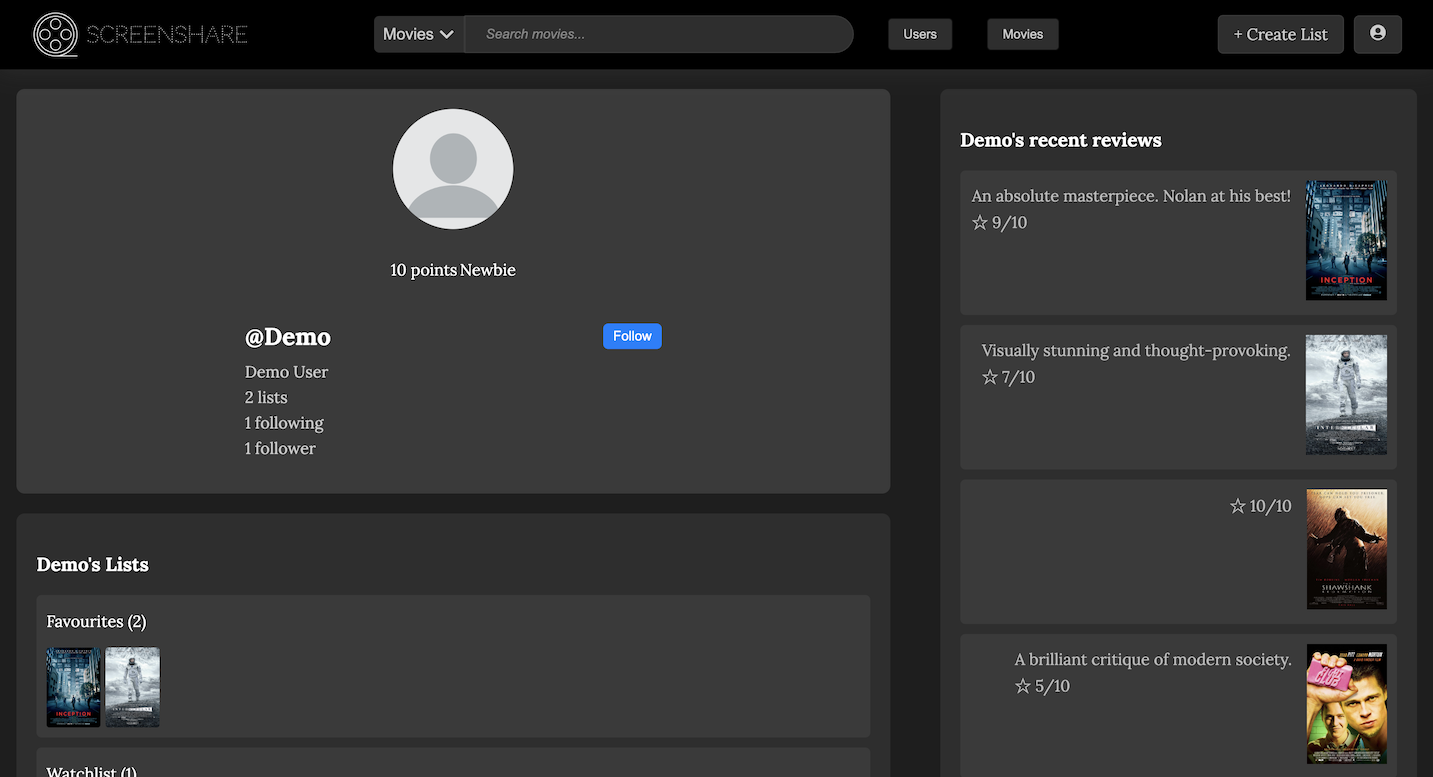 SCREENSHARE
Movies
Search movies...
Users
Movies
+ Create List
10 points Newbie
@Demo
Follow
Demo User
2 lists
1 following
1 follower
Demo's Lists
Favourites (2)
INCEPTION
Watchlist (1)
Demo's recent reviews
An absolute masterpiece. Nolan at his best!
9/10
INCEPTION
Visually stunning and thought-provoking.
7/10
INTERSTELLAR
10/10
SHAWSHANK
REDEMPTION
A brilliant critique of modern society.
5/10
FIGHT CLUB